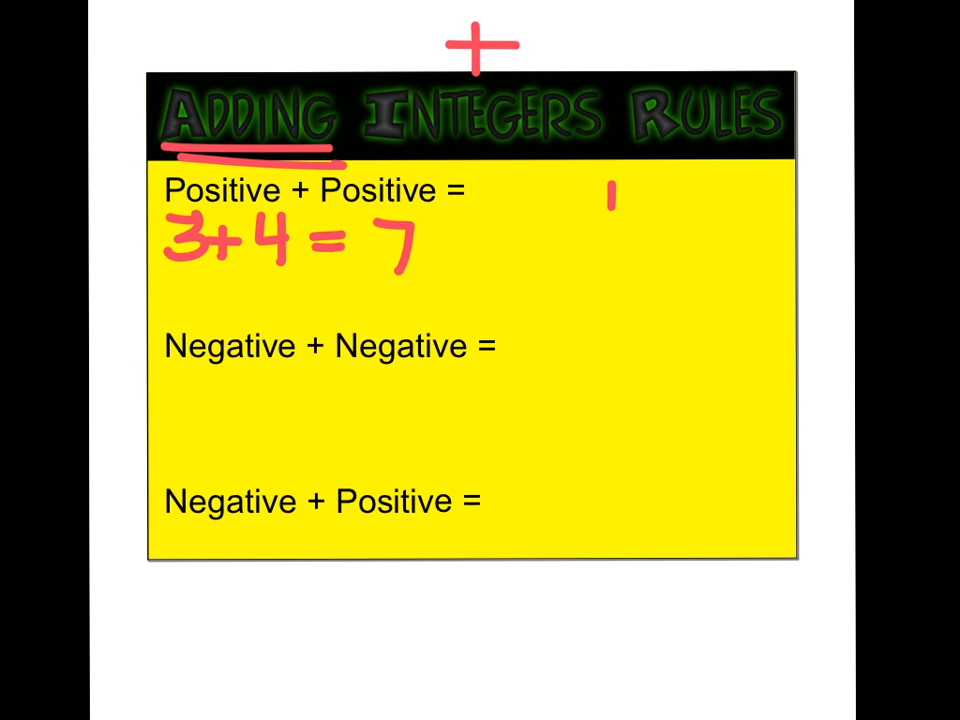 +
ADDING INTEGERS RULES
Positive + Positive =
3+4=7
Negative + Negative =
Negative + Positive =